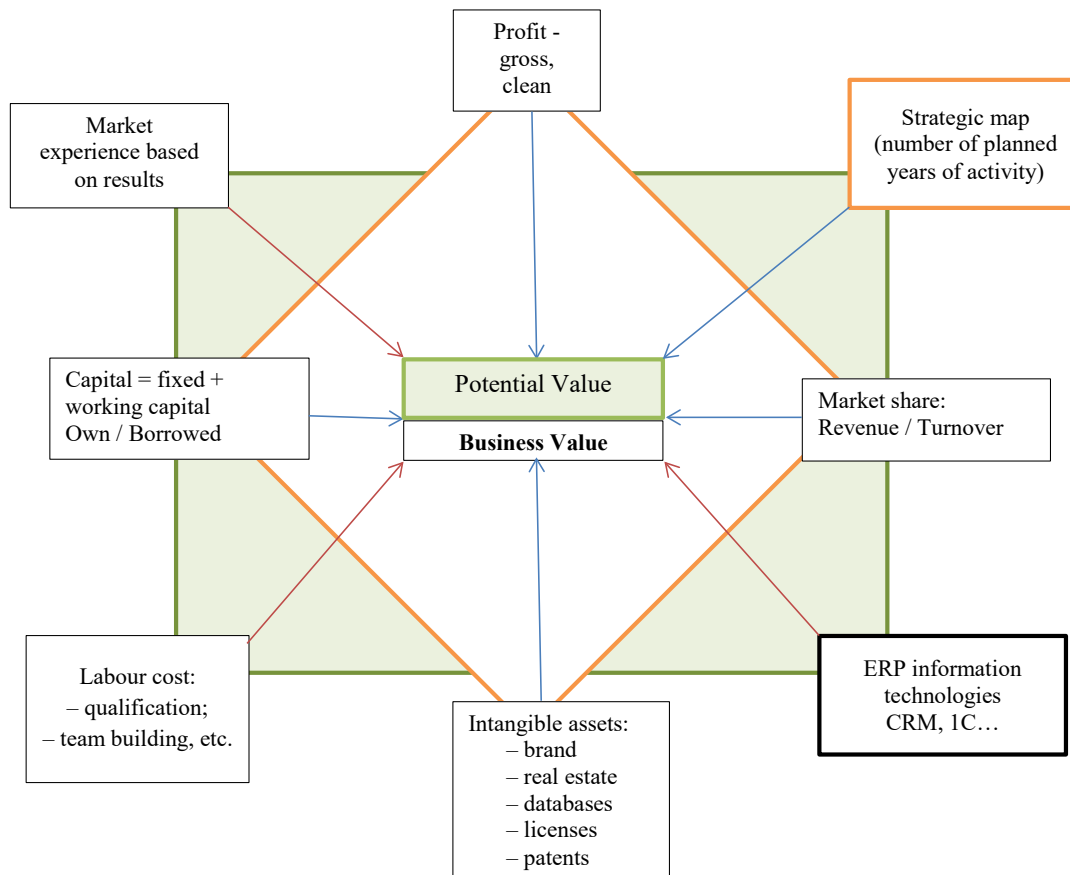 Profit -
gross,
clean
Market
experience based
on results
Strategic map
(number of planned
years of activity)
Potential Value
Business Value
Capital = fixed +
working capital
Own / Borrowed
Market share:
Revenue / Turnover
Labour cost:
– qualification;
– team building, etc.
Intangible assets:
– brand
– real estate
– databases
– licenses
– patents
ERP information
technologies
CRM, 1C…